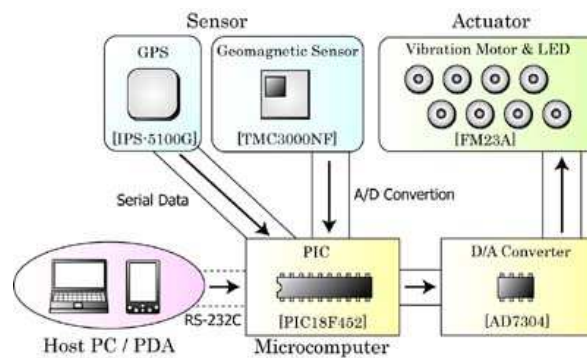 Sensor
Actuator
GPS
[IPS-5100G]
Geomagnetic Sensor
[TMC3000NF]
Vibration Motor & LED
[FM23A]
Serial Data
A/D Convertion
PIC
[PIC18F452]
D/A Converter
[AD7304]
RS-232C
Host PC / PDA
Microcomputer